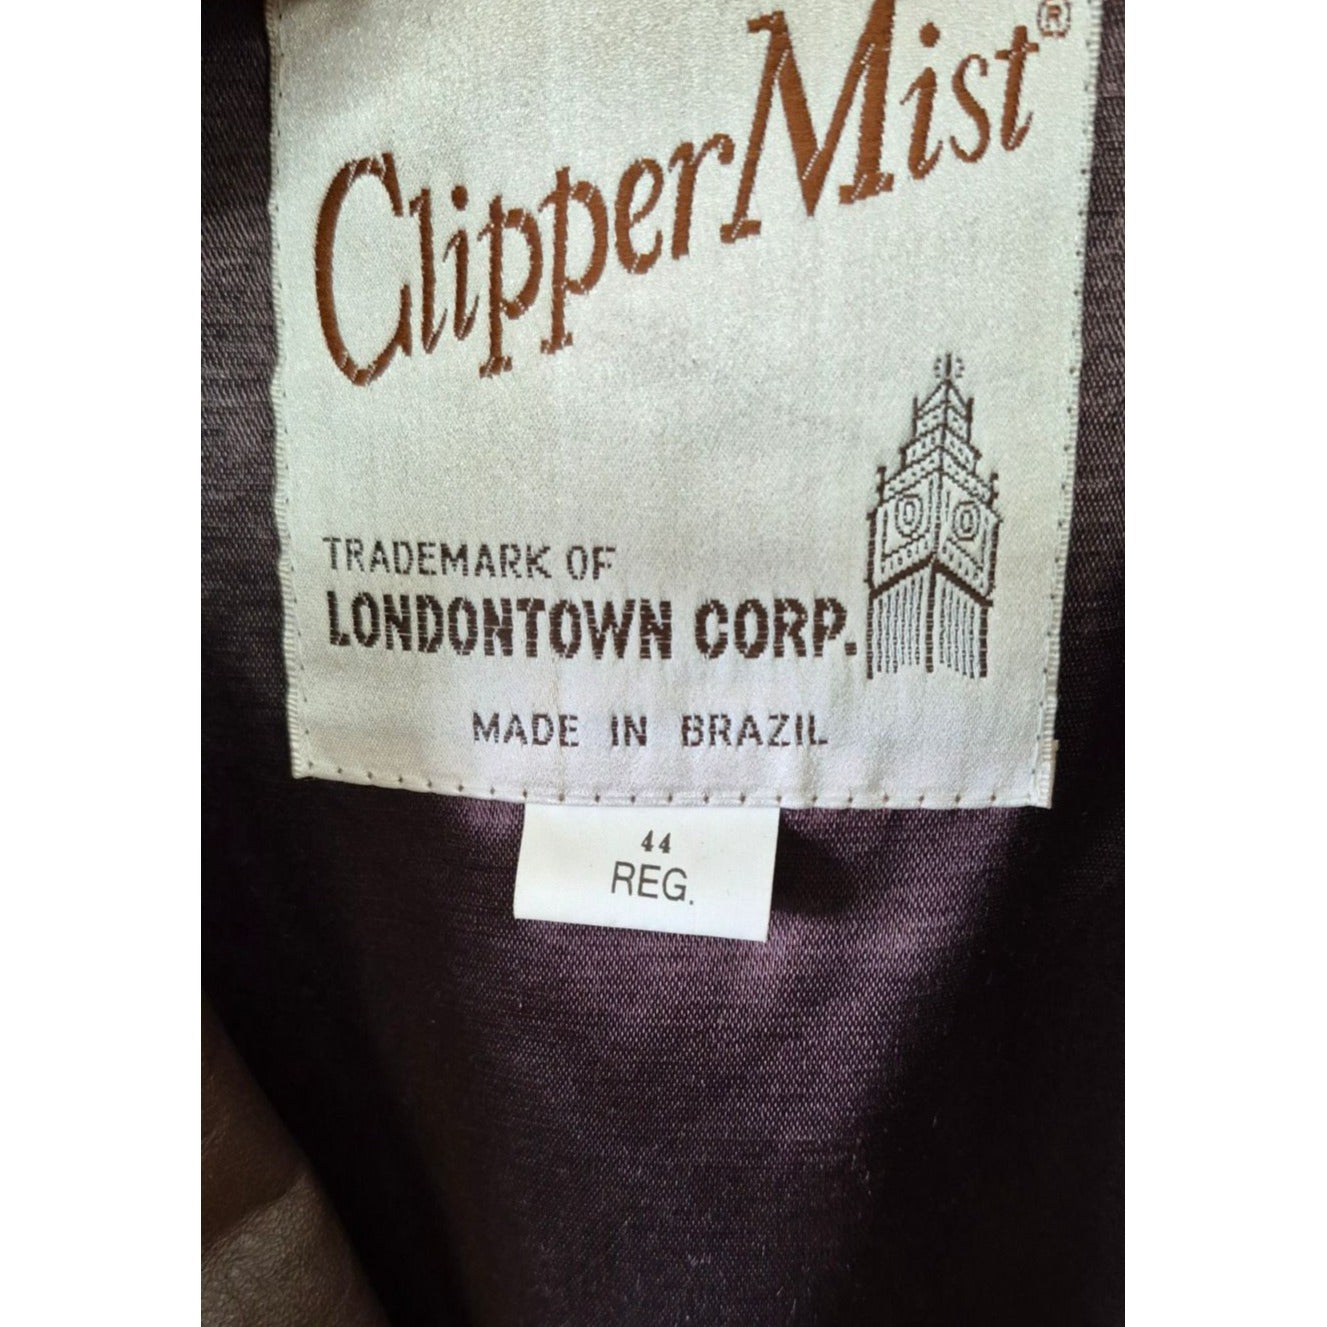 ClipperMist®
TRADEMARK OF
LONDONTOWN CORP.
MADE IN BRAZIL
44
REG.